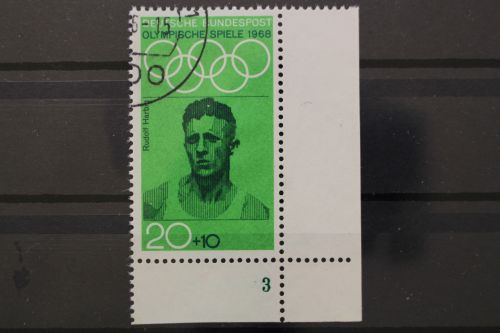 DEUTSCHE BUNDESPOST
OLYMPISCHE SPIELE 1968
Rudolf Harbig
20+10
3